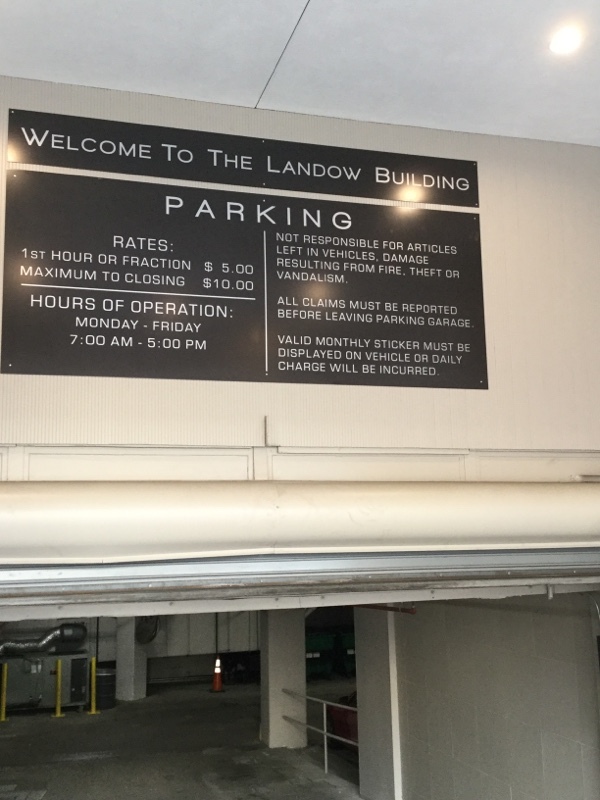 WELCOME TO THE LANDOW BUILDING
PARKING
RATES:
1ST HOUR OR FRACTION $ 5.00
MAXIMUM TO CLOSING $10.00
HOURS OF OPERATION:
MONDAY - FRIDAY
7:00 AM - 5:00 PM
NOT RESPONSIBLE FOR ARTICLES
LEFT IN VEHICLES, DAMAGE
RESULTING FROM FIRE, THEFT OR
VANDALISM.
ALL CLAIMS MUST BE REPORTED
BEFORE LEAVING PARKING GARAGE.
VALID MONTHLY STICKER MUST BE
DISPLAYED ON VEHICLE OR DAILY
CHARGE WILL BE INCURRED.